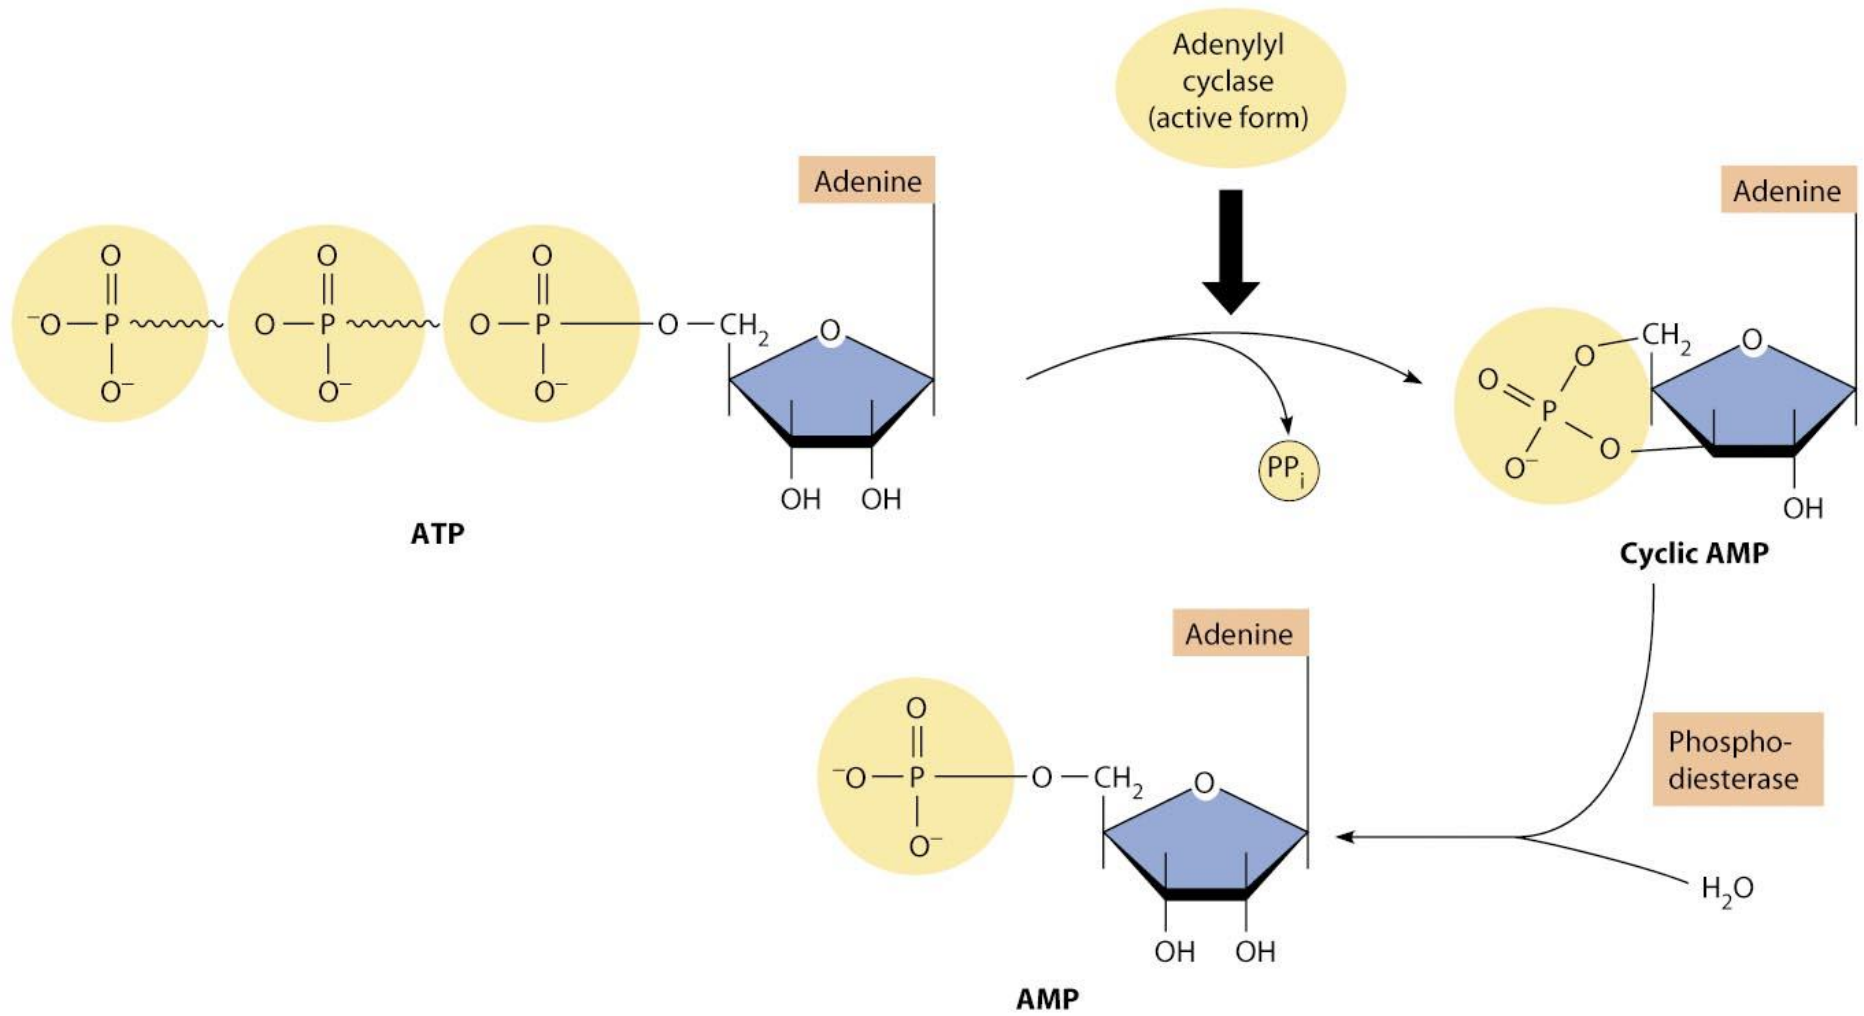 Adenylyl
cyclase
(active form)
Adenine
Adenine
O O O
⁻O—P O—P O—P—O—CH₂ O
O⁻ O⁻ O⁻
OH OH
ATP
PPᵢ
O CH₂ O
O P
O⁻ O
OH
Cyclic AMP
Adenine
O
⁻O—P—O—CH₂ O
O⁻
OH OH
AMP
Phospho-
diesterase
H₂O